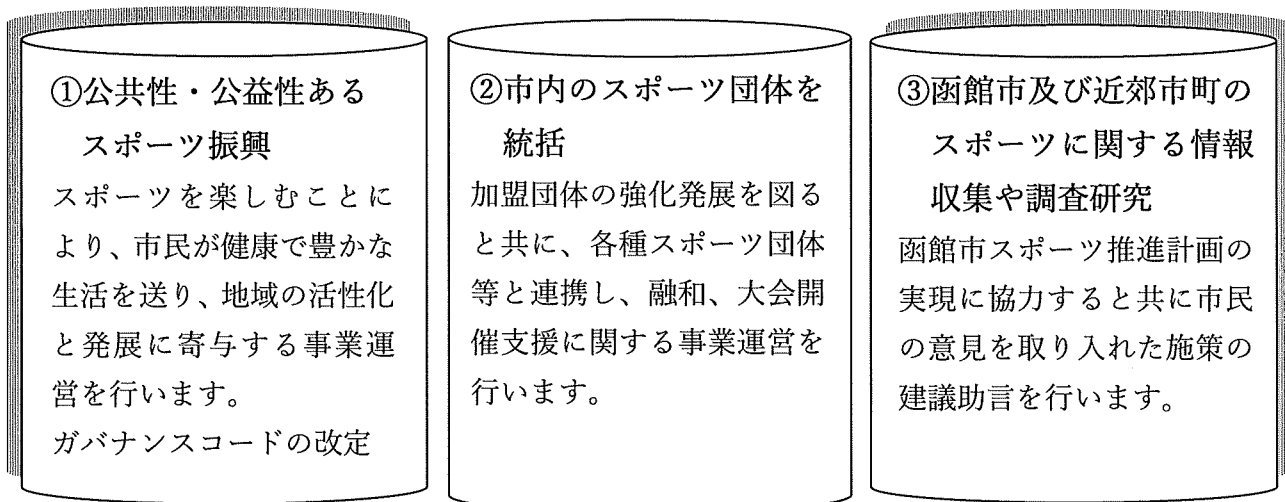 ①公共性・公益性ある
スポーツ振興
スポーツを楽しむことに
より、市民が健康で豊かな
生活を送り、地域の活性化
と発展に寄与する事業運
営を行います。
ガバナンスコードの改定
②市内のスポーツ団体を
統括
加盟団体の強化発展を図る
と共に、各種スポーツ団体
等と連携し、融和、大会開
催支援に関する事業運営を
行います。
③函館市及び近郊市町の
スポーツに関する情報
収集や調査研究
函館市スポーツ推進計画の
実現に協力すると共に市民
の意見を取り入れた施策の
建議助言を行います。